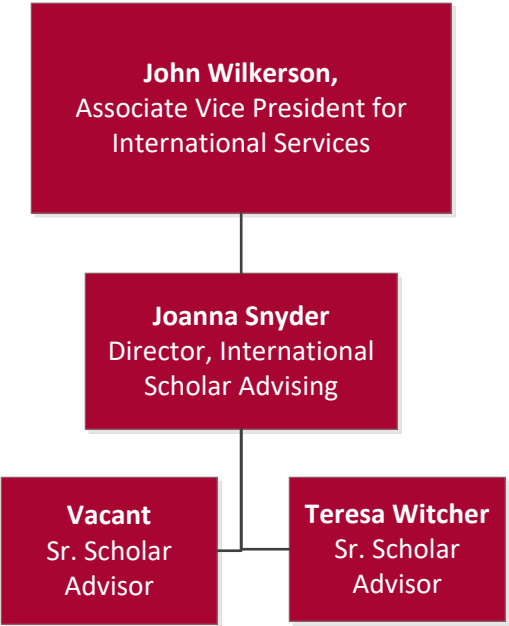 John Wilkerson,
Associate Vice President for
International Services
Joanna Snyder
Director, International
Scholar Advising
Vacant
Sr. Scholar
Advisor
Teresa Witcher
Sr. Scholar
Advisor